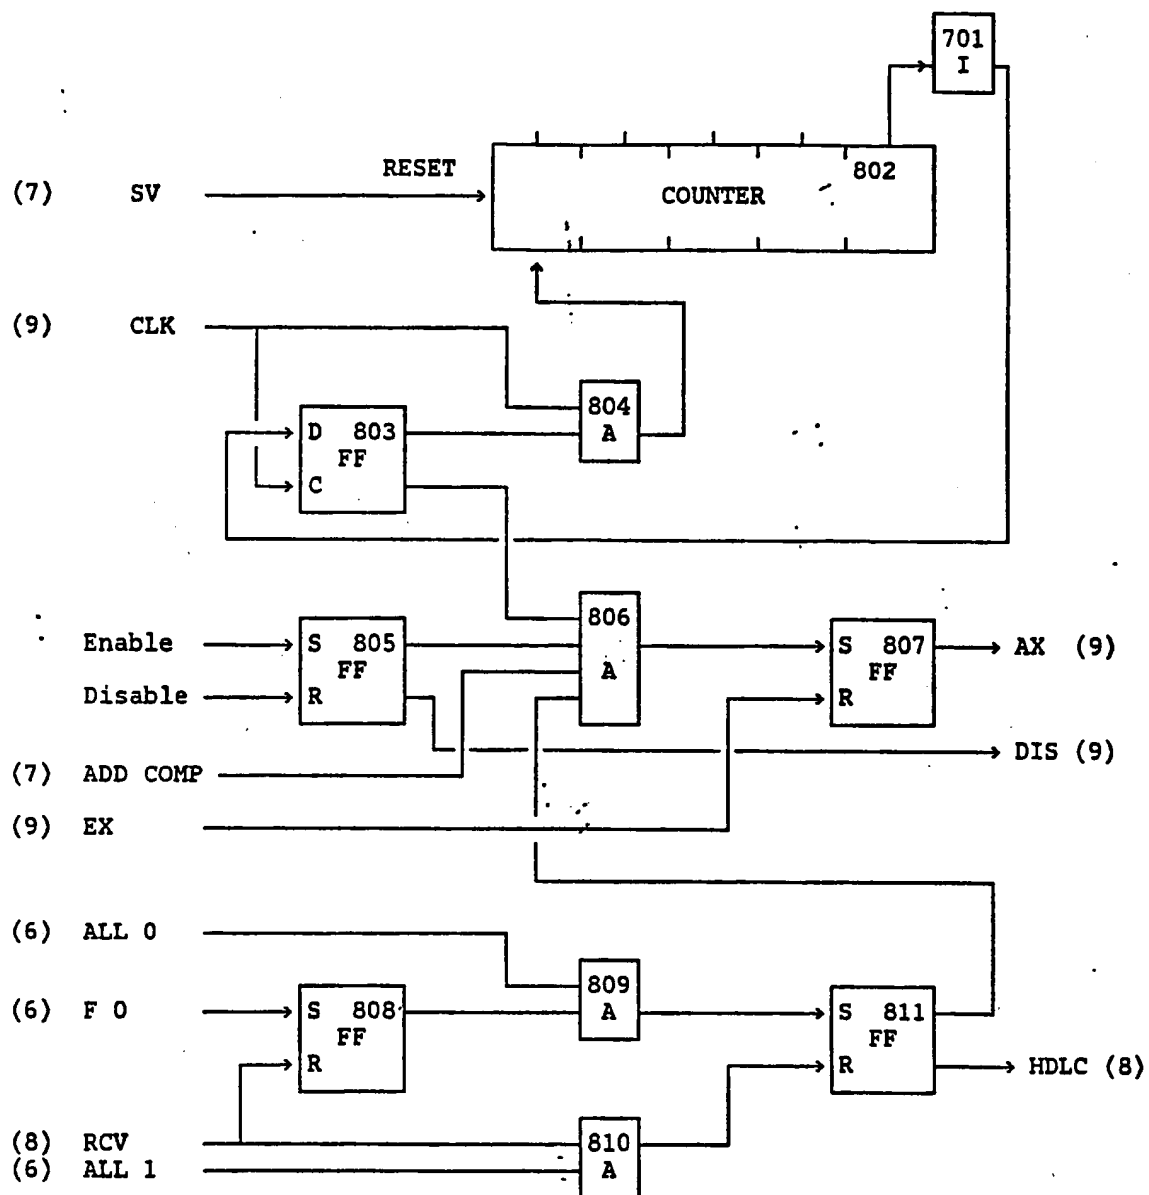 701
I
802
RESET
(7) SV
COUNTER
(9) CLK
804
A
D 803
FF
C
806
A
Enable
S 805
FF
Disable
R
S 807
FF
R
AX (9)
DIS (9)
(7) ADD COMP
(9) EX
(6) ALL 0
809
A
(6) F 0
S 808
FF
R
S 811
FF
R
HDLC (8)
(8) RCV
810
(6) ALL 1
A